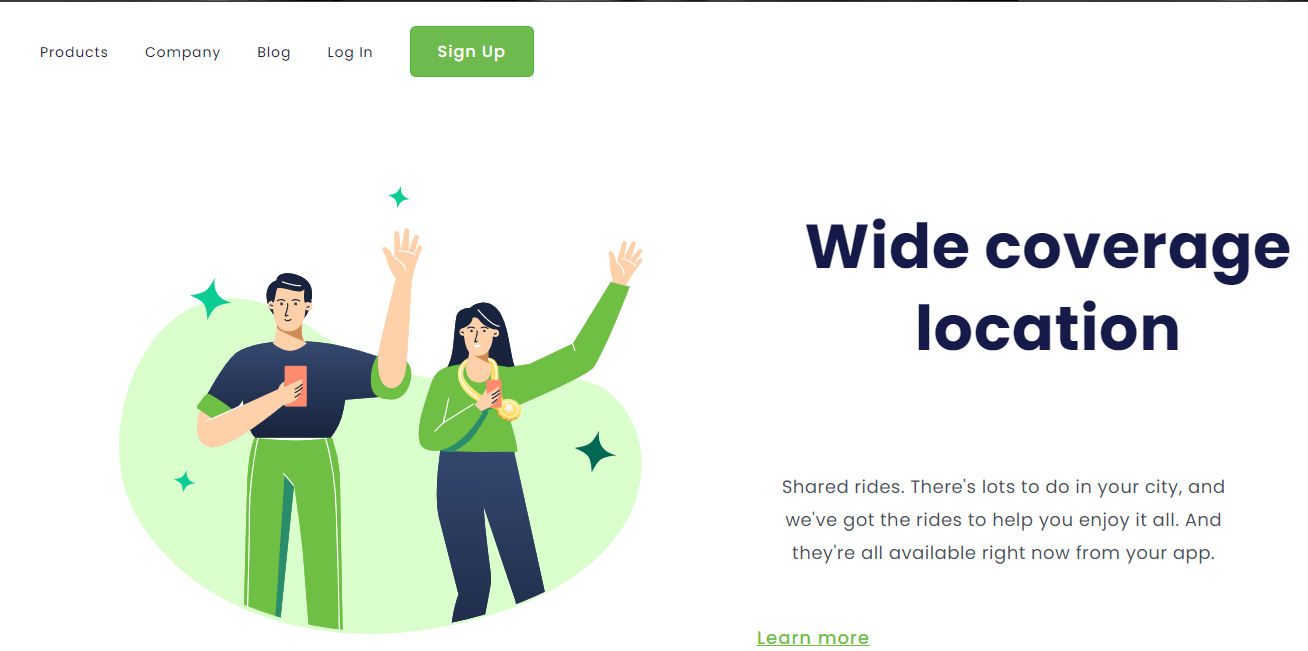 Products Company Blog Log In Sign Up
Wide coverage
location
Shared rides. There's lots to do in your city, and
we've got the rides to help you enjoy it all. And
they're all available right now from your app.
Learn more